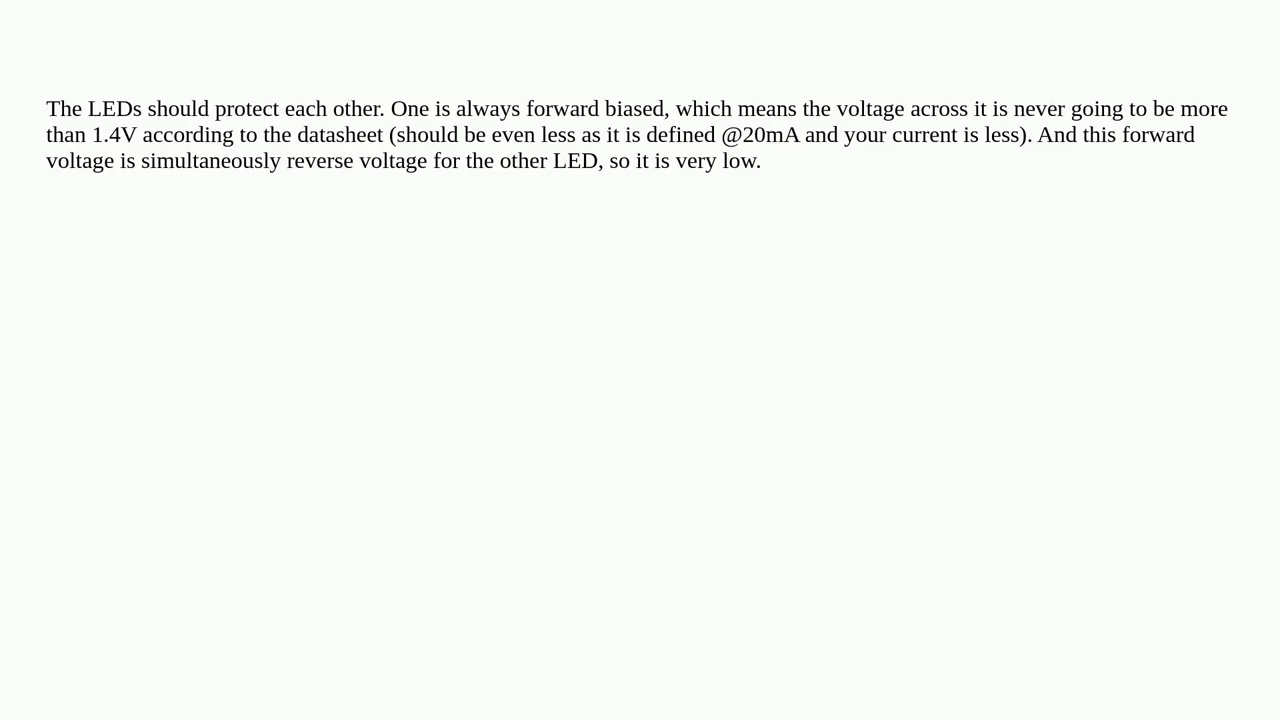 The LEDs should protect each other. One is always forward biased, which means the voltage across it is never going to be more
than 1.4V according to the datasheet (should be even less as it is defined @20mA and your current is less). And this forward
voltage is simultaneously reverse voltage for the other LED, so it is very low.